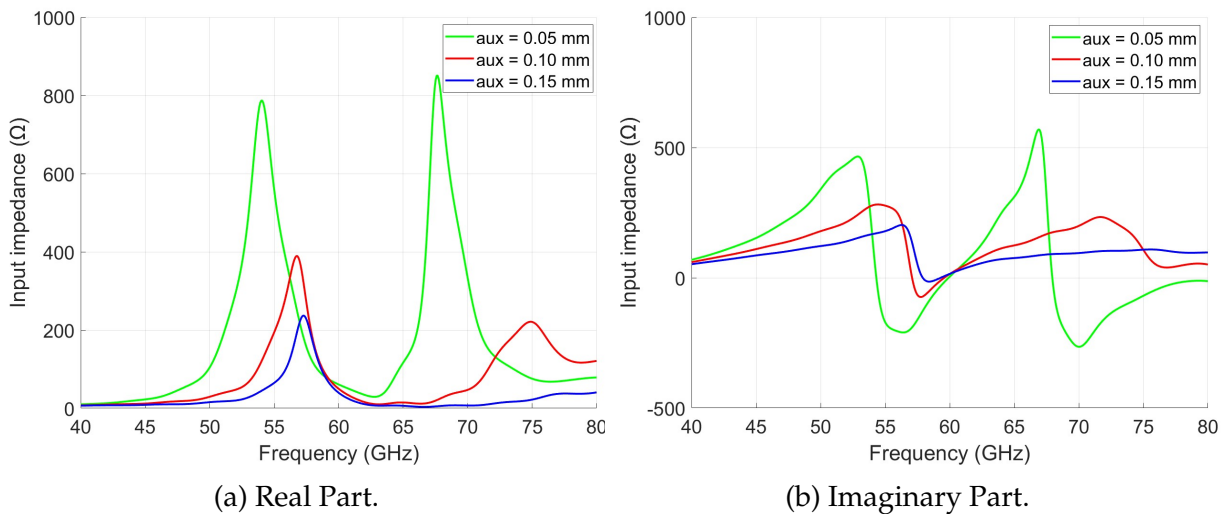 1000
800
600
400
200
0
40 45 50 55 60 65 70 75 80
Input impedance (Ω)
Frequency (GHz)
aux = 0.05 mm
aux = 0.10 mm
aux = 0.15 mm
(a) Real Part.
1000
500
0
-500
40 45 50 55 60 65 70 75 80
Input impedance (Ω)
Frequency (GHz)
aux = 0.05 mm
aux = 0.10 mm
aux = 0.15 mm
(b) Imaginary Part.